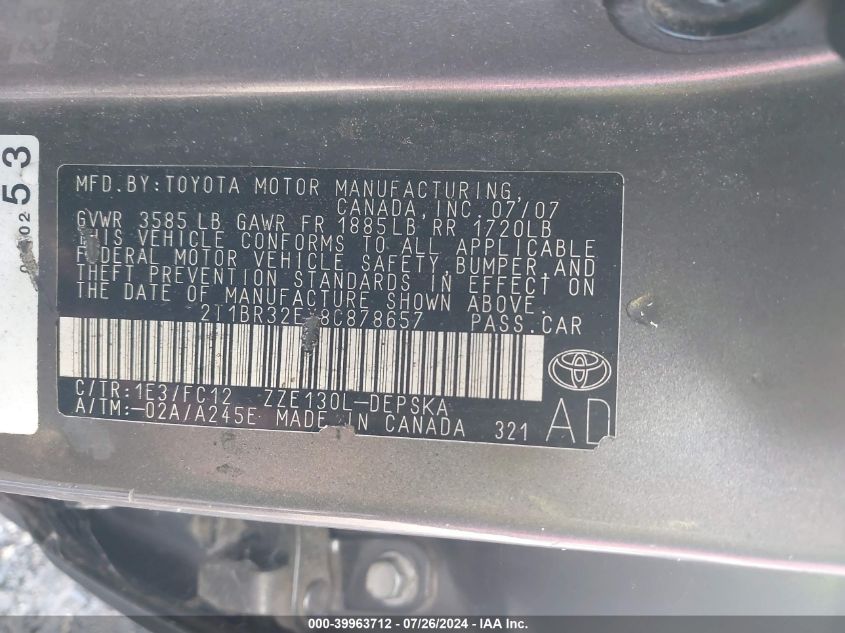 53
MFD.BY:TOYOTA MOTOR MANUFACTURING,
CANADA, INC. 07/07
GVWR 3585 LB GAWR FR 1885LB RR 1720LB
THIS VEHICLE CONFORMS TO ALL APPLICABLE
FEDERAL MOTOR VEHICLE SAFETY, BUMPER, AND
THEFT PREVENTION STANDARDS IN EFFECT ON
THE DATE OF MANUFACTURE SHOWN ABOVE.
PASS.CAR
C/TR:1E3/FC12 ZZE130L-DEPSKA
A/TM:-02A/A245E MADE IN CANADA 321 AD
000-39963712 - 07/26/2024 - © IAA Inc.